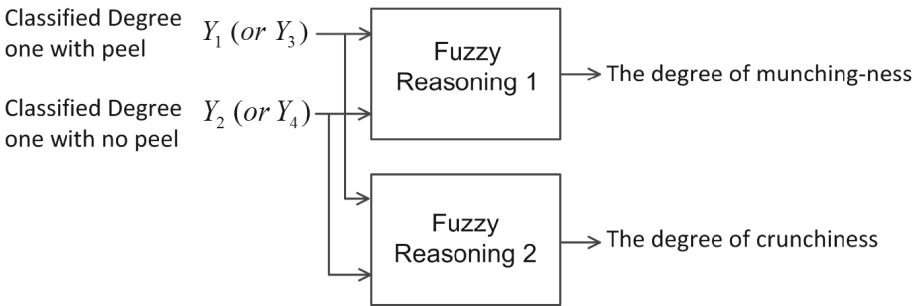 Classified Degree
one with peel
Y₁ (or Y₃)
Fuzzy
Reasoning 1
The degree of munching-ness
Classified Degree
one with no peel
Y₂ (or Y₄)
Fuzzy
Reasoning 2
The degree of crunchiness